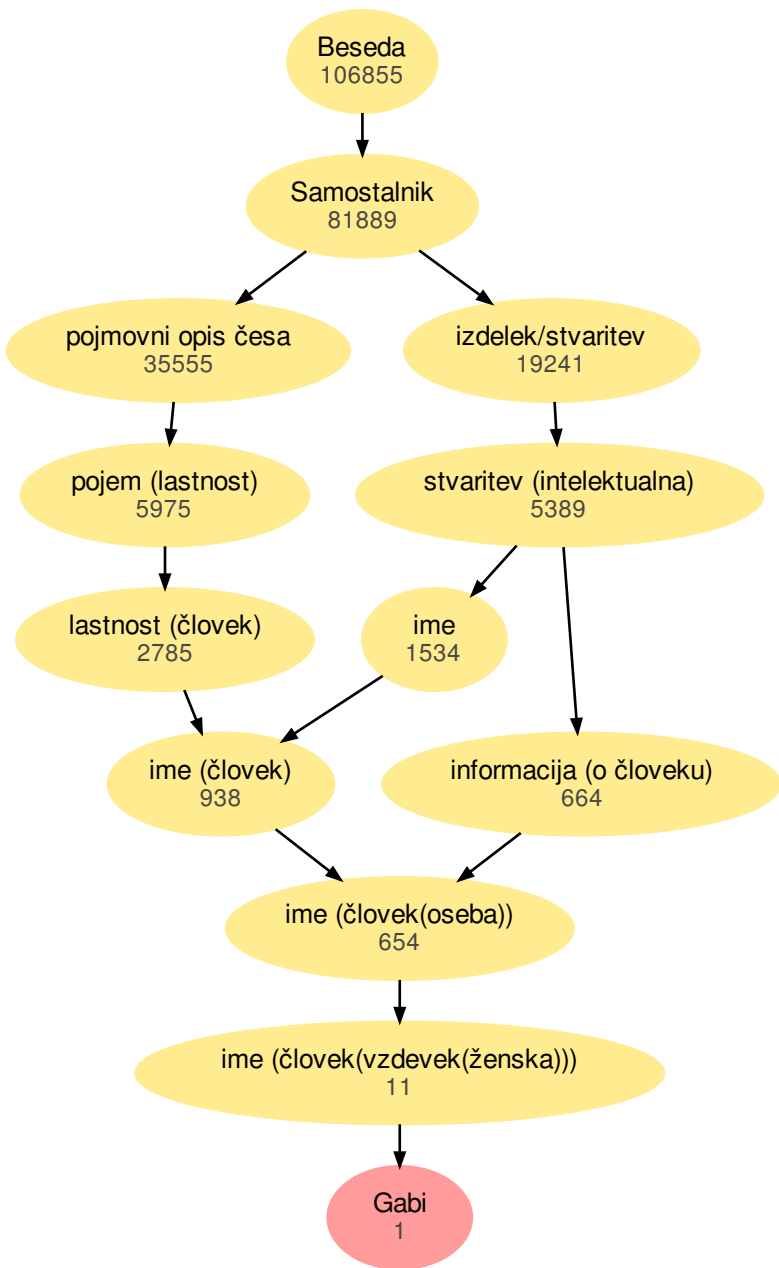 Beseda
106855
Samostalnik
81889
pojmovni opis česa
35555
izdelek/stvaritev
19241
pojem (lastnost)
5975
stvaritev (intelektualna)
5389
lastnost (človek)
2785
ime
1534
ime (človek)
938
informacija (o človeku)
664
ime (človek(oseba))
654
ime (človek(vzdevek(ženska)))
11
Gabi
1